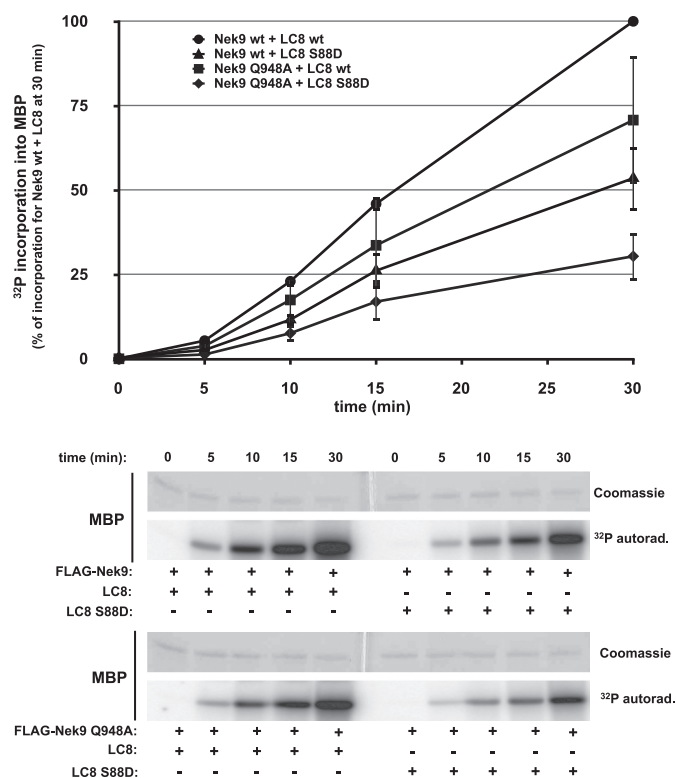 100
75
50
25
0
³²P incorporation into MBP
(% of incorporation for Nek9 wt + LC8 at 30 min)
Nek9 wt + LC8 wt
Nek9 wt + LC8 S88D
Nek9 Q948A + LC8 wt
Nek9 Q948A + LC8 S88D
0 5 10 15 20 25 30
time (min)
time (min): 0 5 10 15 30 0 5 10 15 30
MBP
Coomassie
³²P autorad.
FLAG-Nek9: + + + + + + + + + +
LC8: + + + + + - - - - -
LC8 S88D: - - - - - + + + + +
MBP
Coomassie
³²P autorad.
FLAG-Nek9 Q948A: + + + + + + + + + +
LC8: + + + + + - - - - -
LC8 S88D: - - - - - + + + + +